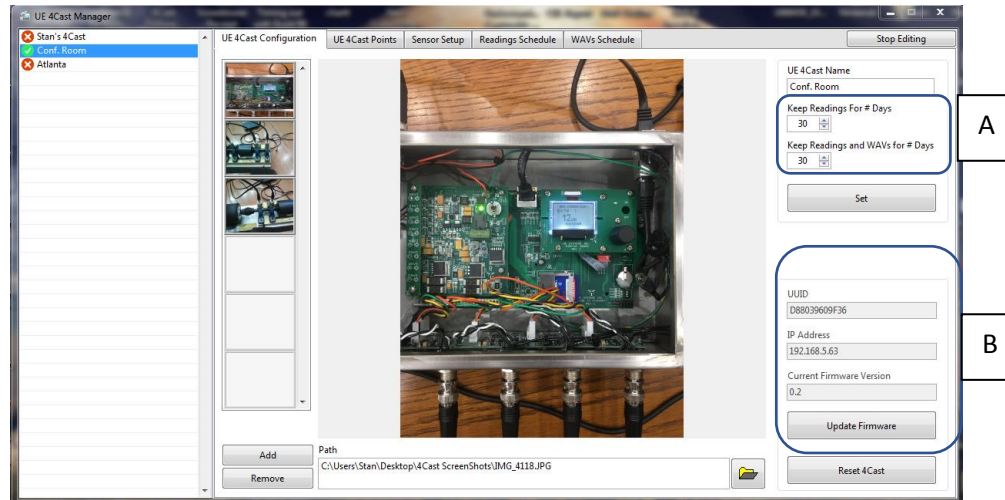 UE 4Cast Manager
Stan's 4Cast
Conf. Room
Atlanta
UE 4Cast Configuration
UE 4Cast Points
Sensor Setup
Readings Schedule
WAVs Schedule
Stop Editing
UE 4Cast Name
Conf. Room
Keep Readings For # Days
30
Keep Readings and WAVs for # Days
30
Set
A
UUID
D88039609F36
IP Address
192.168.5.63
Current Firmware Version
0.2
Update Firmware
B
Reset 4Cast
Add
Remove
Path
C:\Users\Stan\Desktop\4Cast ScreenShots\IMG_4118.JPG